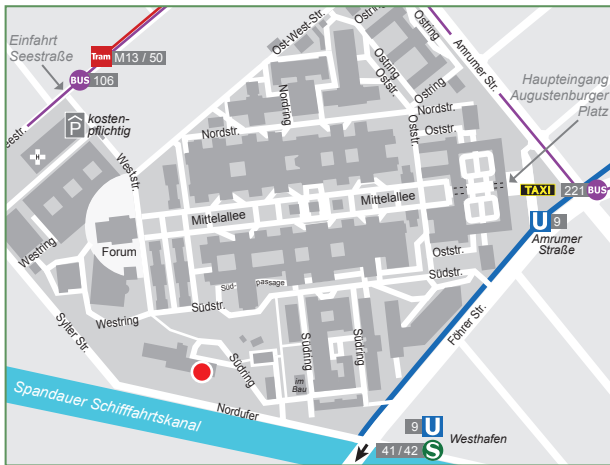 Einfahrt
Seestraße
Tram M13 / 50
BUS 106
P kosten-
pflichtig
H
Ost-West-Str.
Ostring
Ostring
Ostring
Amrumer Str.
Haupteingang
Augustenburger
Platz
Nordring
Oststr.
Nordstr.
Oststr.
Oststr.
Nordstr.
Weststr.
TAXI
221 BUS
U 9
Amrumer
Straße
Mittelallee
Mittelallee
Westring
Forum
Oststr.
Südstr.
Süd-
passage
Südstr.
Westring
Sylter Str.
Föhrer Str.
Südring
Südring
Südring
im
Bau
Spandauer Schifffahrtskanal
Nordufer
9 U
41/42 S
Westhafen